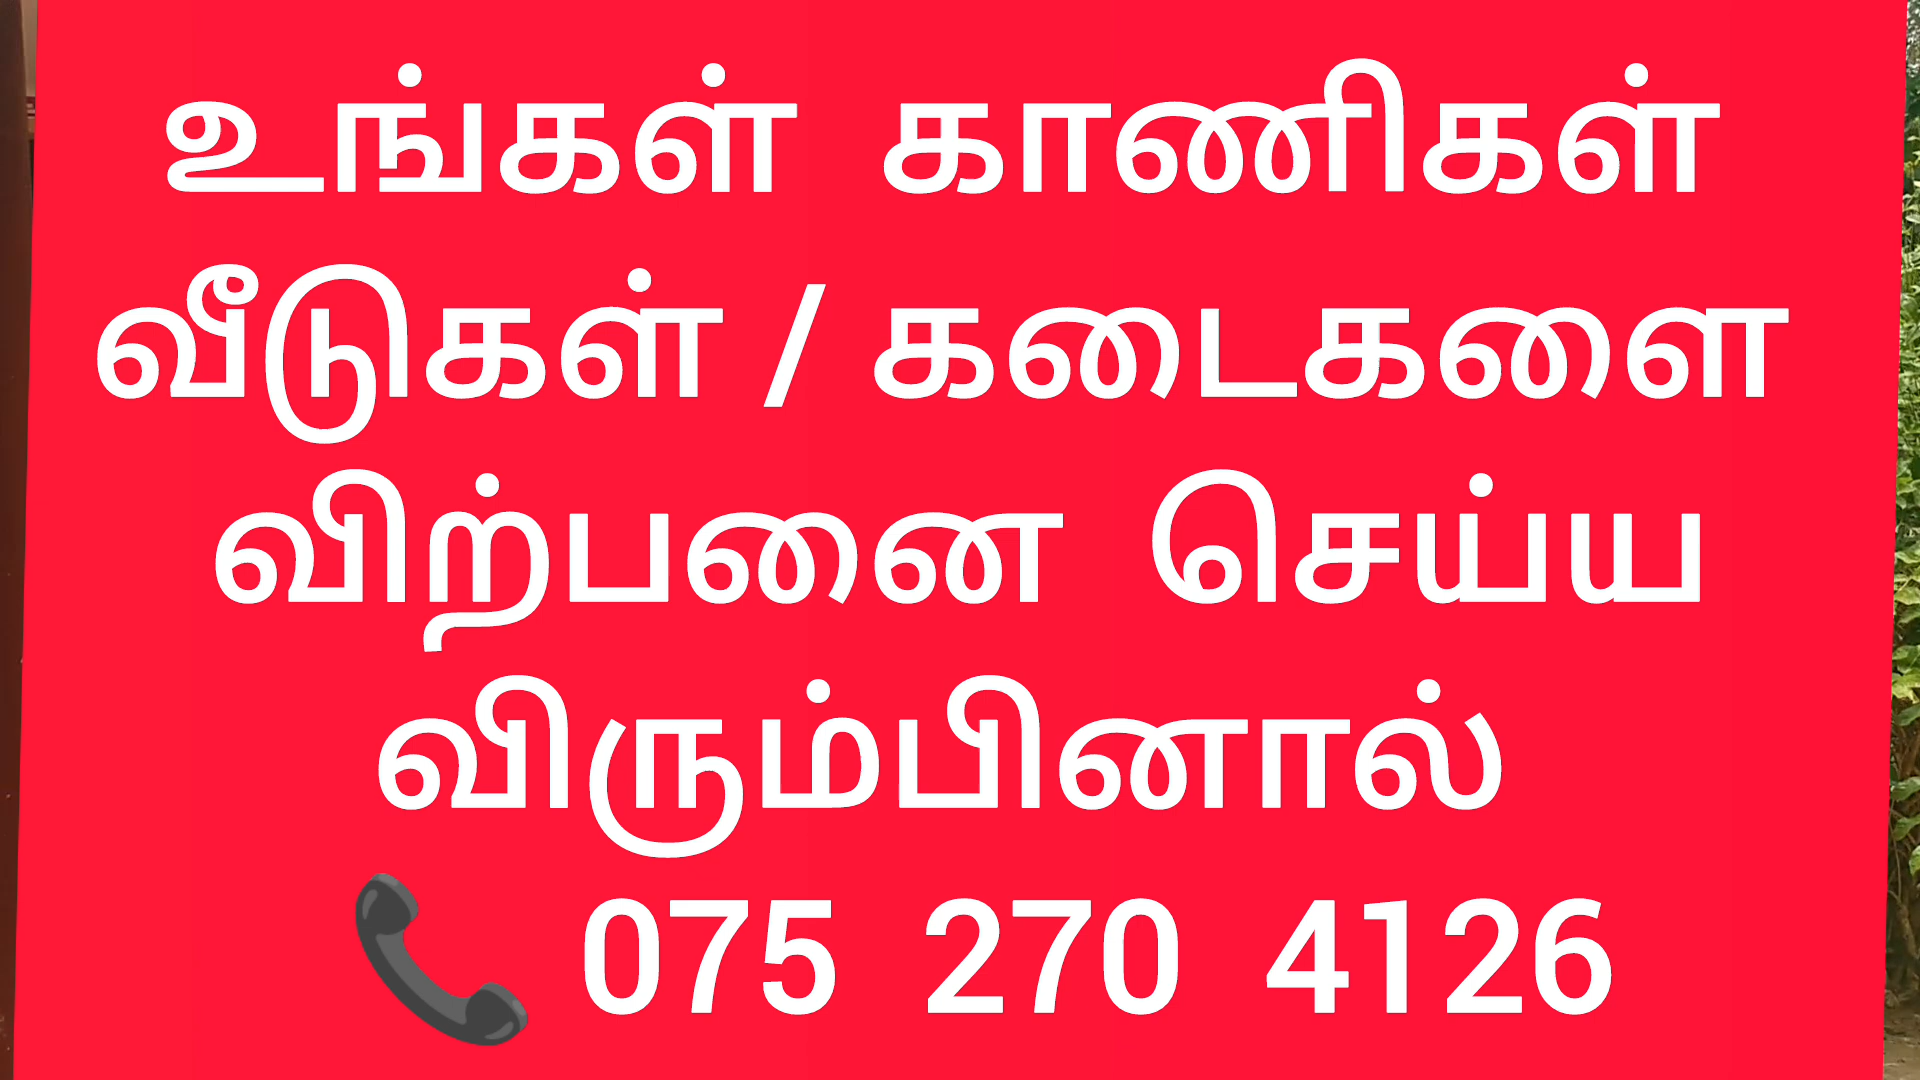 உங்கள் காணிகள்
வீடுகள் / கடைகளை
விற்பனை செய்ய
விரும்பினால்
📞 075 270 4126